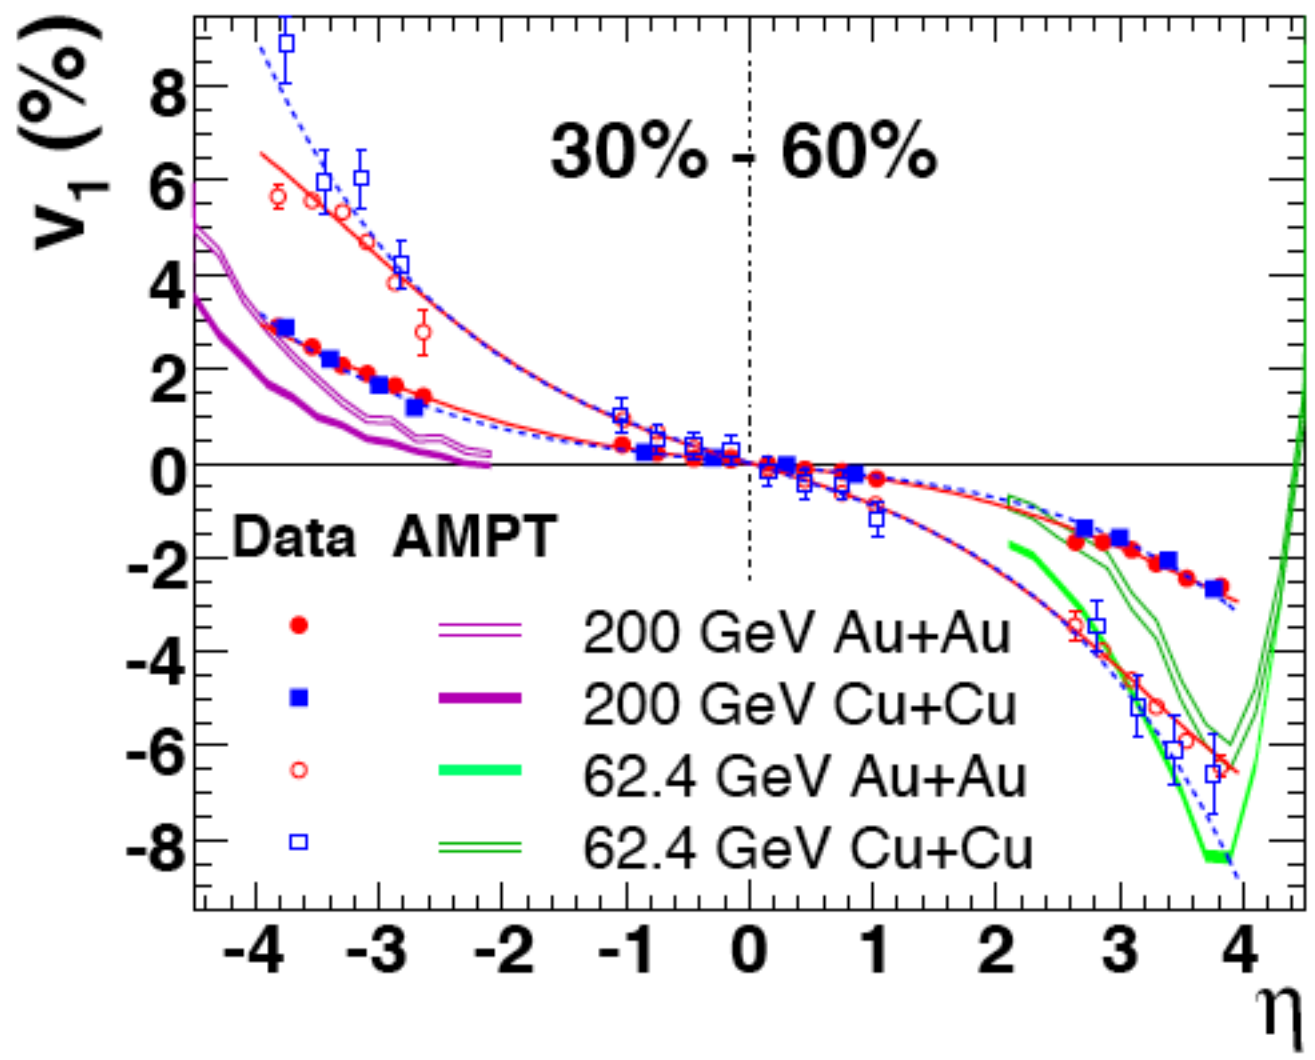 v1 (%)
8
6
4
2
0
-2
-4
-6
-8
30% - 60%
Data AMPT
200 GeV Au+Au
200 GeV Cu+Cu
62.4 GeV Au+Au
62.4 GeV Cu+Cu
-4 -3 -2 -1 0 1 2 3 4
η